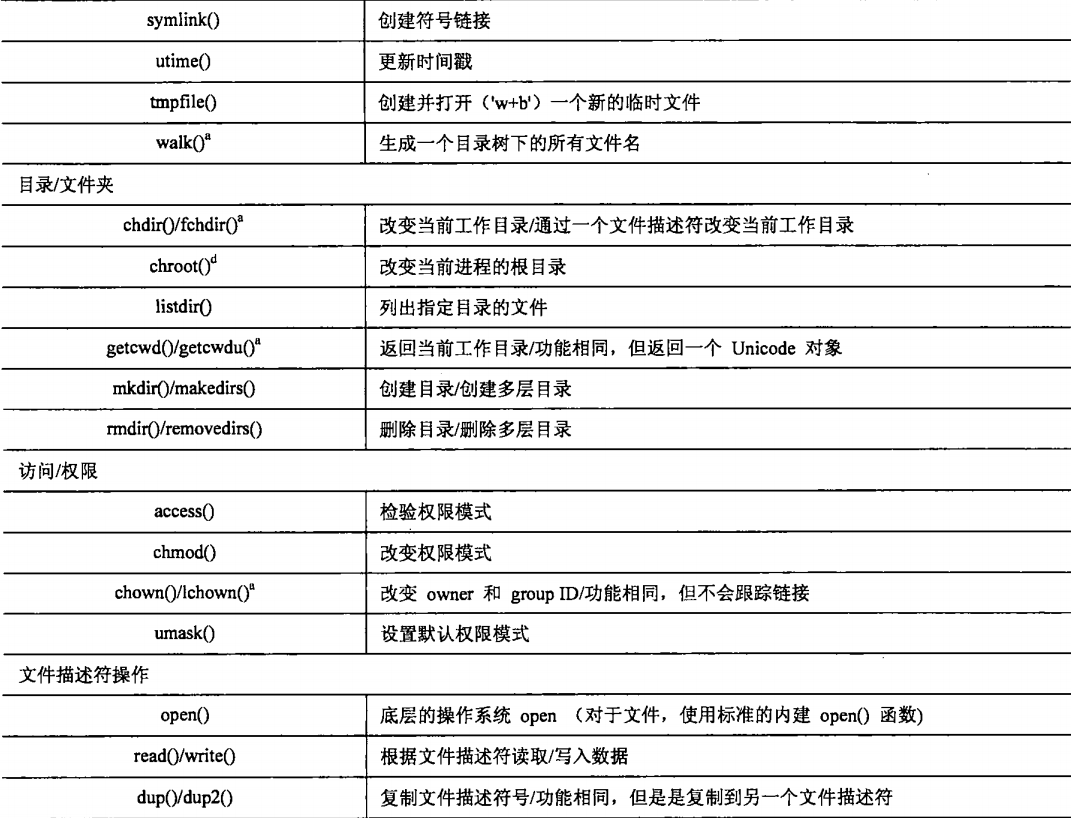 symlink() 创建符号链接
utime() 更新时间戳
tmpfile() 创建并打开（'w+b'）一个新的临时文件
walk()a 生成一个目录树下的所有文件名
目录/文件夹
chdir()/fchdir()a 改变当前工作目录/通过一个文件描述符改变当前工作目录
chroot()d 改变当前进程的根目录
listdir() 列出指定目录的文件
getcwd()/getcwdu()a 返回当前工作目录/功能相同，但返回一个 Unicode 对象
mkdir()/makedirs() 创建目录/创建多层目录
rmdir()/removedirs() 删除目录/删除多层目录
访问/权限
access() 检验权限模式
chmod() 改变权限模式
chown()/lchown()a 改变 owner 和 group ID/功能相同，但不会跟踪链接
umask() 设置默认权限模式
文件描述符操作
open() 底层的操作系统 open （对于文件，使用标准的内建 open() 函数)
read()/write() 根据文件描述符读取/写入数据
dup()/dup2() 复制文件描述符号/功能相同，但是是复制到另一个文件描述符